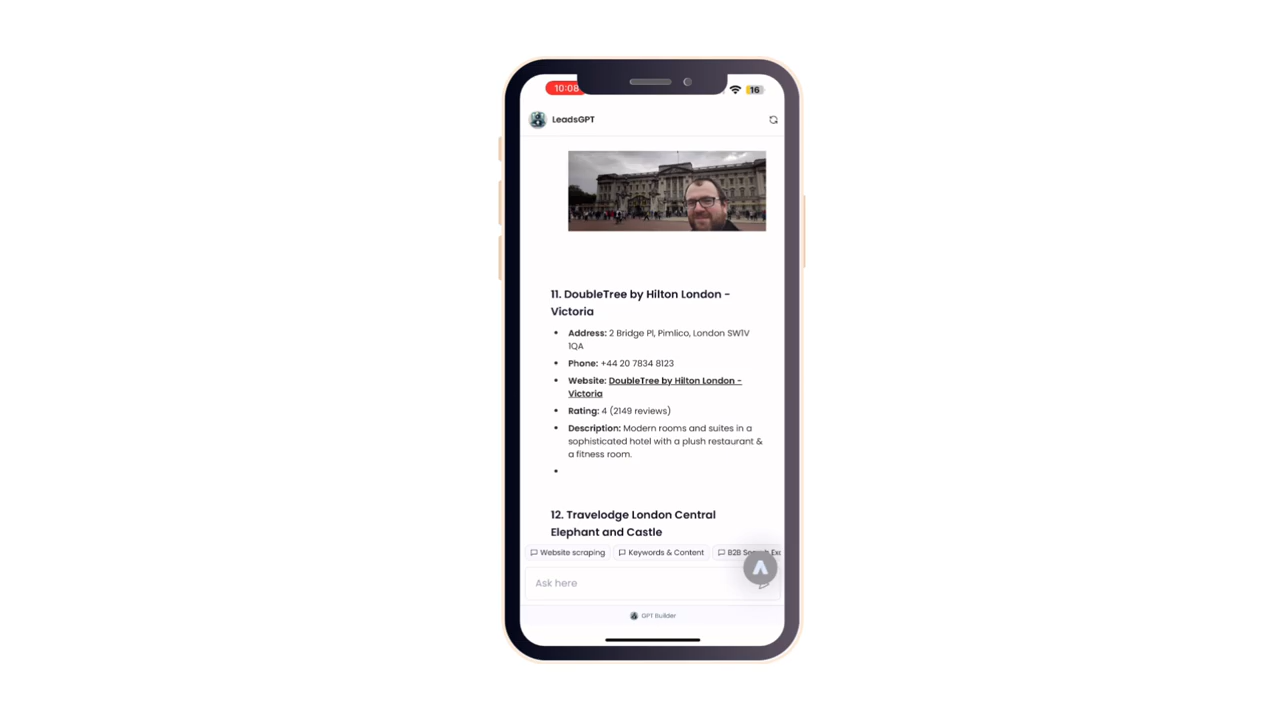 10:08
16
LeadsGPT
11. DoubleTree by Hilton London -
Victoria
• Address: 2 Bridge Pl, Pimlico, London SW1V
1QA
• Phone: +44 20 7834 8123
• Website: DoubleTree by Hilton London -
Victoria
• Rating: 4 (2149 reviews)
• Description: Modern rooms and suites in a
sophisticated hotel with a plush restaurant &
a fitness room.
•
12. Travelodge London Central
Elephant and Castle
Website scraping Keywords & Content B2B
Ask here
GPT Builder